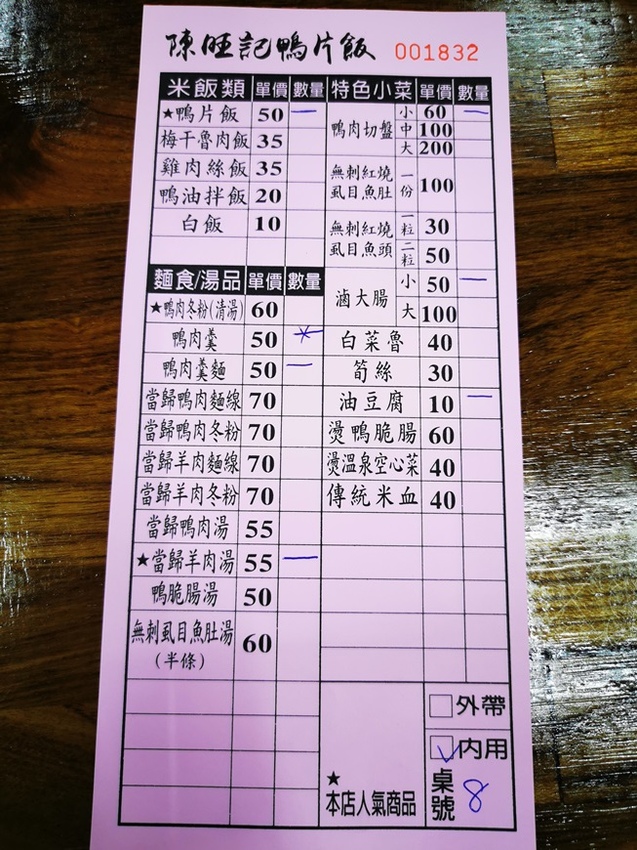 陳旺記鴨片飯 001832
米飯類 單價 數量
★鴨片飯 50 一
梅干魯肉飯 35
雞肉絲飯 35
鴨油拌飯 20
白飯 10
麵食/湯品 單價 數量
★鴨肉冬粉(清湯) 60
鴨肉羹 50
鴨肉羹麵 50 一
當歸鴨肉麵線 70
當歸鴨肉冬粉 70
當歸羊肉麵線 70
當歸羊肉冬粉 70
當歸鴨肉湯 55
★當歸羊肉湯 55 一
鴨脆腸湯 50
無刺虱目魚肚湯 60
(半條)
特色小菜 單價 數量
鴨肉切盤 小 60 一
中 100
大 200
無刺紅燒
虱目魚肚 一份 100
無刺紅燒
虱目魚頭 一粒 30
二粒 50
滷大腸 小 50 一
大 100
白菜魯 40
筍絲 30
油豆腐 10 一
燙鴨脆腸 60
燙溫泉空心菜 40
傳統米血 40
★
本店人氣商品
外帶
內用
桌號 8